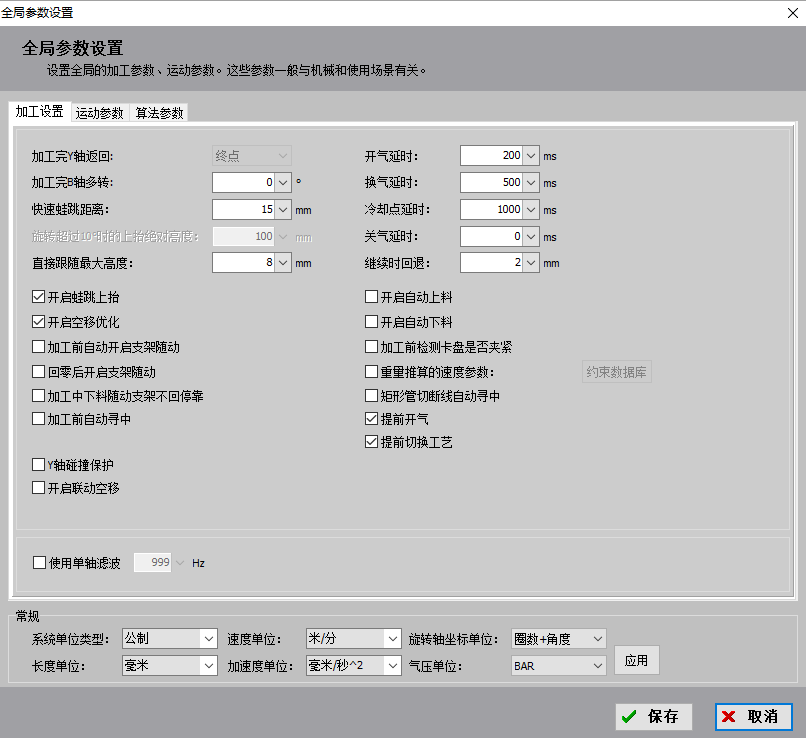 全局参数设置
全局参数设置
设置全局的加工参数、运动参数。这些参数一般与机械和使用场景有关。
加工设置 运动参数 算法参数
加工完Y轴返回: 终点 开气延时: 200 ms
加工完B轴多转: 0 ° 换气延时: 500 ms
快速蛙跳距离: 15 mm 冷却点延时: 1000 ms
旋转超过10°时的上抬绝对高度: 100 mm 关气延时: 0 ms
直接跟随最大高度: 8 mm 继续时回退: 2 mm
开启蛙跳上抬 开启自动上料
开启空移优化 开启自动下料
加工前自动开启支架随动 加工前检测卡盘是否夹紧
回零后开启支架随动 重量推算的速度参数: 约束数据库
加工中下料随动支架不回停靠 矩形管切断线自动寻中
加工前自动寻中 提前开气
提前切换工艺
Y轴碰撞保护
开启联动空移
使用单轴滤波 999 Hz
常规
系统单位类型: 公制 速度单位: 米/分 旋转轴坐标单位: 圈数+角度
长度单位: 毫米 加速度单位: 毫米/秒^2 气压单位: BAR 应用
保存 取消